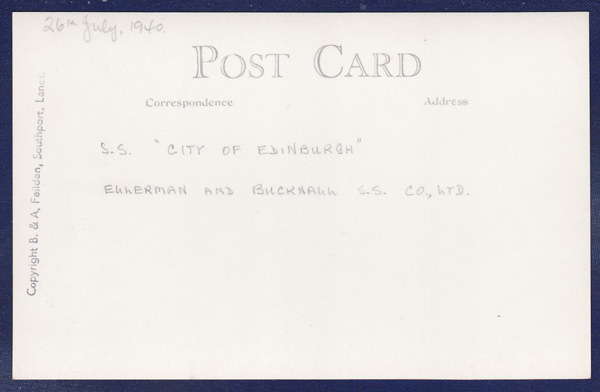 26th July, 1940.
POST CARD
Correspondence Address
S.S. "CITY OF EDINBURGH"
ELLERMAN AND BUCKNALL S.S. CO., LTD.
Copyright B. & A. Feilden, Southport, Lancs.